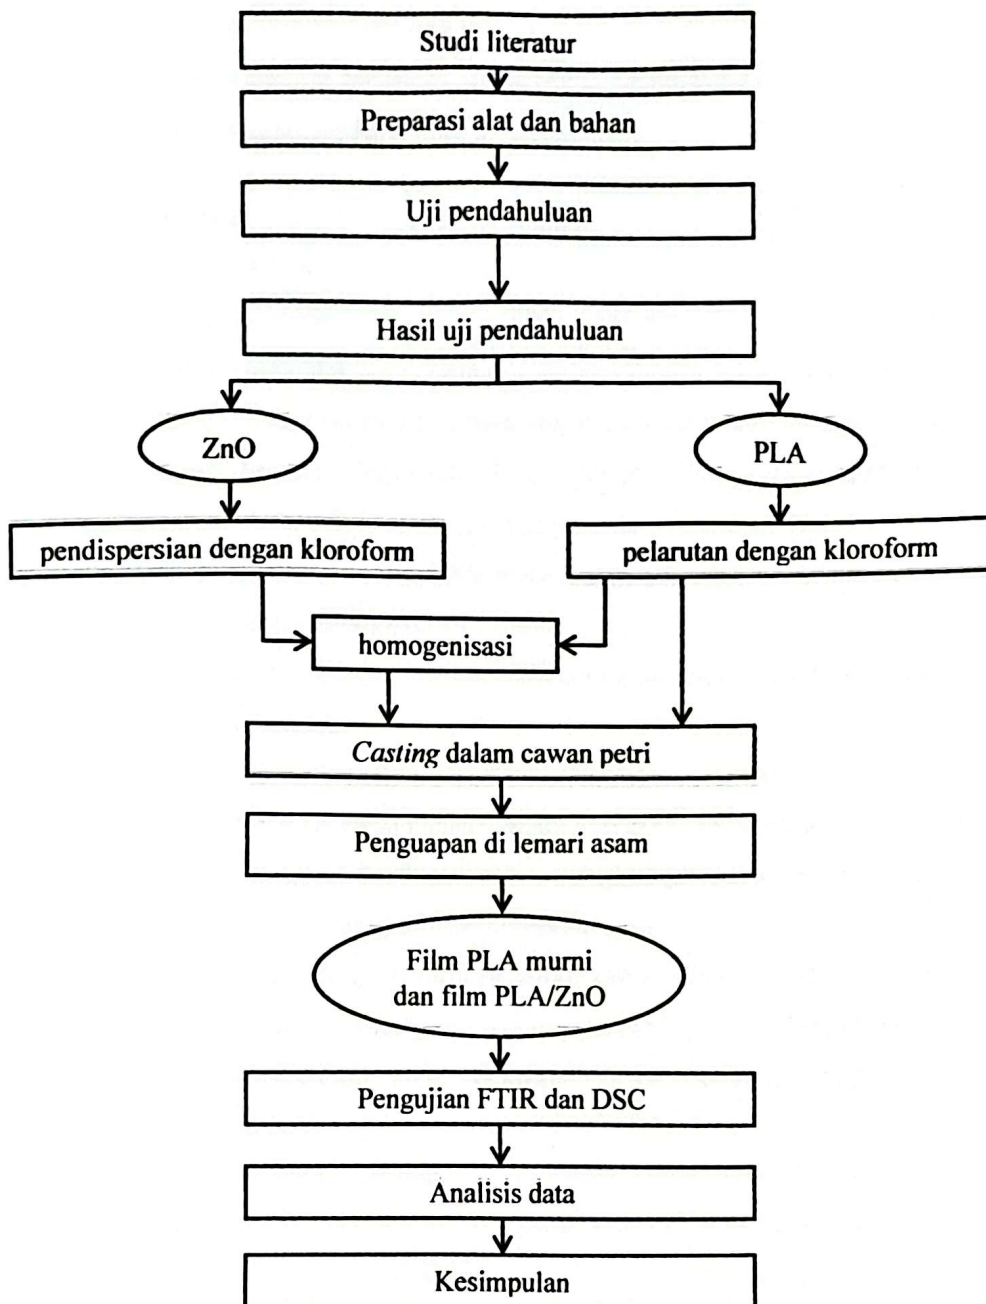 Studi literatur
Preparasi alat dan bahan
Uji pendahuluan
Hasil uji pendahuluan
ZnO
PLA
pendispersian dengan kloroform
pelarutan dengan kloroform
homogenisasi
Casting dalam cawan petri
Penguapan di lemari asam
Film PLA murni
dan film PLA/ZnO
Pengujian FTIR dan DSC
Analisis data
Kesimpulan